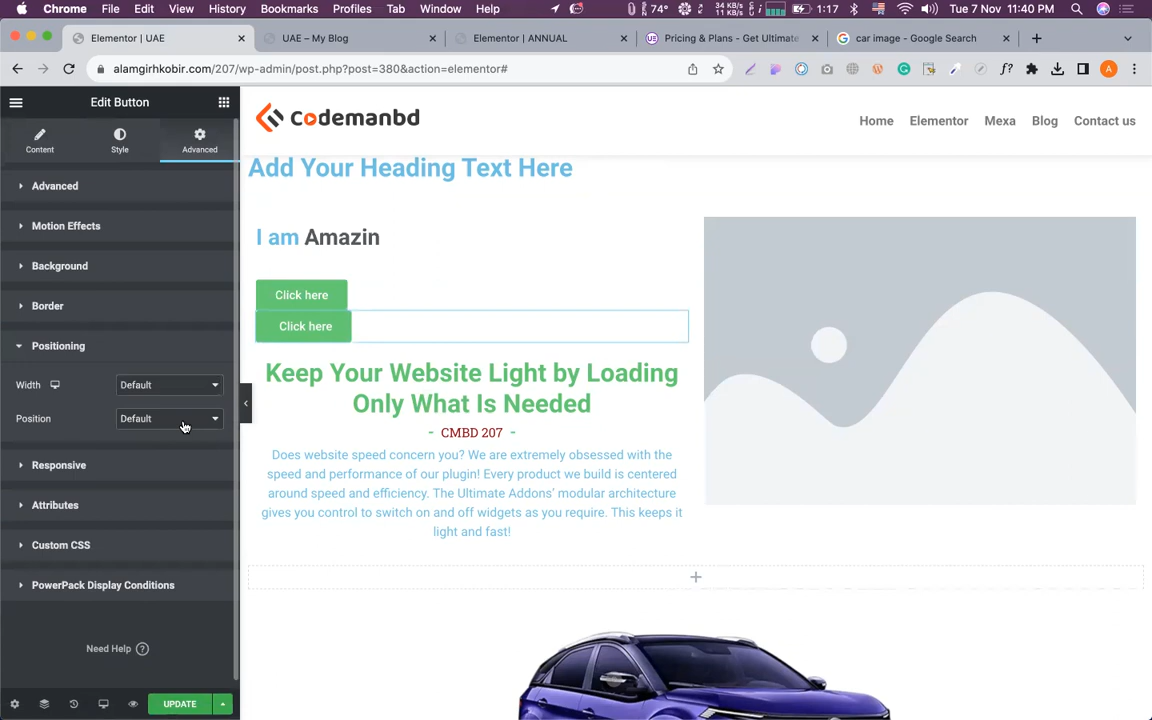 Chrome File Edit View History Bookmarks Profiles Tab Window Help 74° 34 KB/s 11 KB/s 1:17 Tue 7 Nov 11:40 PM
Elementor | UAE UAE – My Blog Elementor | ANNUAL Pricing & Plans - Get Ultimate car image - Google Search
alamgirhkobir.com/207/wp-admin/post.php?post=380&action=elementor#
Edit Button
Content Style Advanced
Advanced
Motion Effects
Background
Border
Positioning
Width Default
Position Default
Responsive
Attributes
Custom CSS
PowerPack Display Conditions
Need Help ?
UPDATE
codemanbd
Home Elementor Mexa Blog Contact us
Add Your Heading Text Here
I am Amazin
Click here
Click here
Keep Your Website Light by Loading
Only What Is Needed
- CMBD 207 -
Does website speed concern you? We are extremely obsessed with the
speed and performance of our plugin! Every product we build is centered
around speed and efficiency. The Ultimate Addons’ modular architecture
gives you control to switch on and off widgets as you require. This keeps it
light and fast!